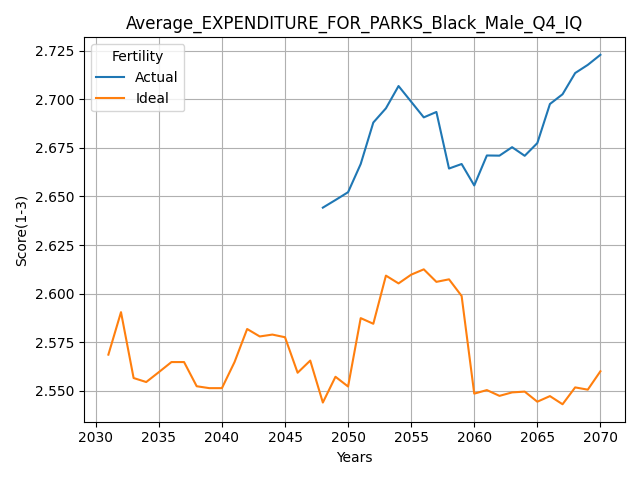 Average_EXPENDITURE_FOR_PARKS_Black_Male_Q4_IQ
Fertility
Actual
Ideal
Score(1-3)
2.725
2.700
2.675
2.650
2.625
2.600
2.575
2.550
2030 2035 2040 2045 2050 2055 2060 2065 2070
Years